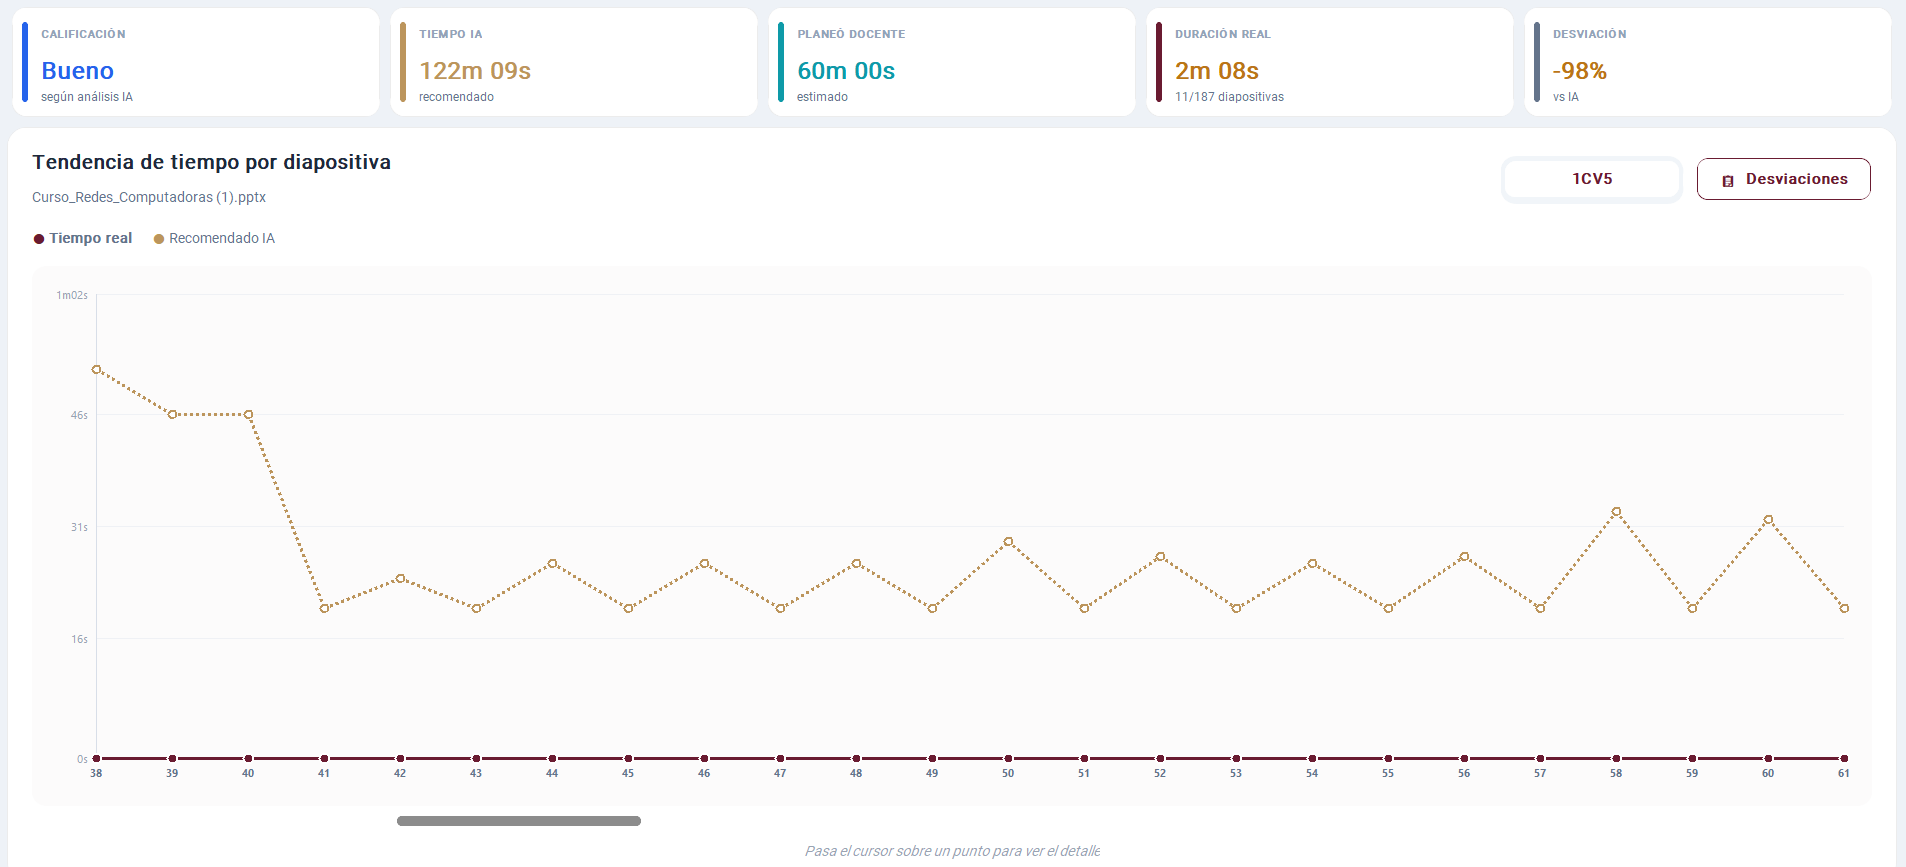 CALIFICACIÓN
Bueno
según análisis IA
TIEMPO IA
122m 09s
recomendado
PLANEÓ DOCENTE
60m 00s
estimado
DURACIÓN REAL
2m 08s
11/187 diapositivas
DESVIACIÓN
-98%
vs IA
Tendencia de tiempo por diapositiva
Curso_Redes_Computadoras (1).pptx
1CV5
Desviaciones
Tiempo real
Recomendado IA
1m02s
46s
31s
16s
0s
38 39 40 41 42 43 44 45 46 47 48 49 50 51 52 53 54 55 56 57 58 59 60 61
Pasa el cursor sobre un punto para ver el detalle